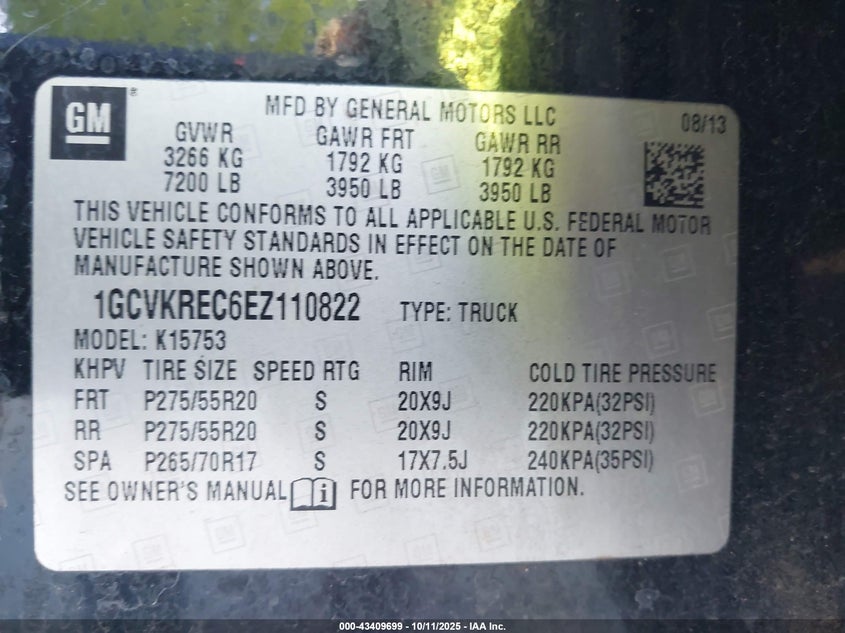 GM ®
MFD BY GENERAL MOTORS LLC
08/13
GVWR GAWR FRT GAWR RR
3266 KG 1792 KG 1792 KG
7200 LB 3950 LB 3950 LB
THIS VEHICLE CONFORMS TO ALL APPLICABLE U.S. FEDERAL MOTOR
VEHICLE SAFETY STANDARDS IN EFFECT ON THE DATE OF
MANUFACTURE SHOWN ABOVE.
1GCVKREC6EZ110822 TYPE: TRUCK
MODEL: K15753
KHPV TIRE SIZE SPEED RTG RIM COLD TIRE PRESSURE
FRT P275/55R20 S 20X9J 220KPA(32PSI)
RR P275/55R20 S 20X9J 220KPA(32PSI)
SPA P265/70R17 S 17X7.5J 240KPA(35PSI)
SEE OWNER'S MANUAL i FOR MORE INFORMATION.
000-43409699 - 10/11/2025 - IAA Inc.